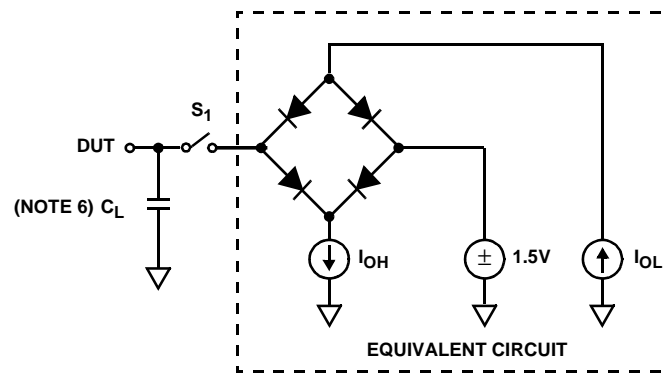 S1
DUT
(NOTE 6) CL
IOH
± 1.5V
IOL
EQUIVALENT CIRCUIT